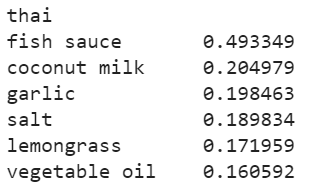 thai
fish sauce 0.493349
coconut milk 0.204979
garlic 0.198463
salt 0.189834
lemongrass 0.171959
vegetable oil 0.160592